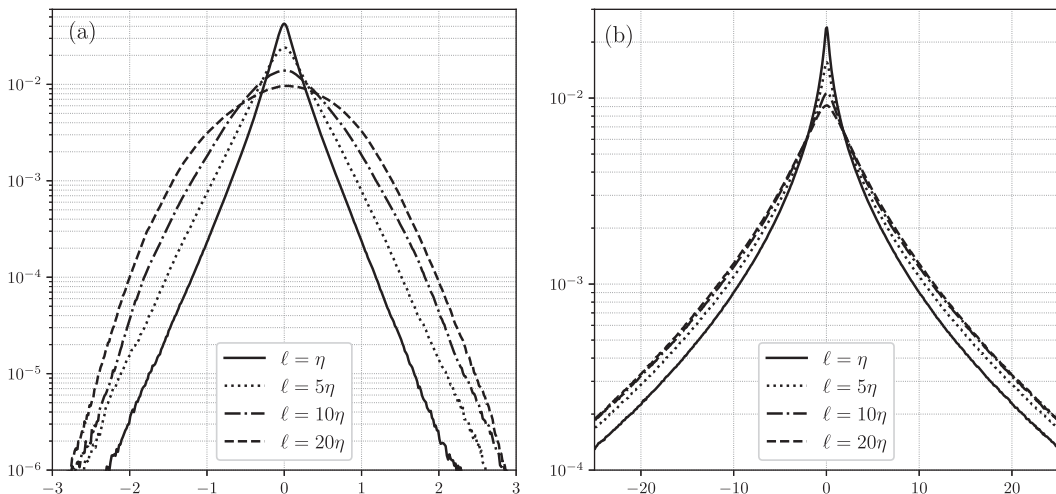 (a)
10⁻²
10⁻³
10⁻⁴
10⁻⁵
10⁻⁶
−3 −2 −1 0 1 2 3
ℓ = η
ℓ = 5η
ℓ = 10η
ℓ = 20η
(b)
10⁻²
10⁻³
10⁻⁴
−20 −10 0 10 20
ℓ = η
ℓ = 5η
ℓ = 10η
ℓ = 20η